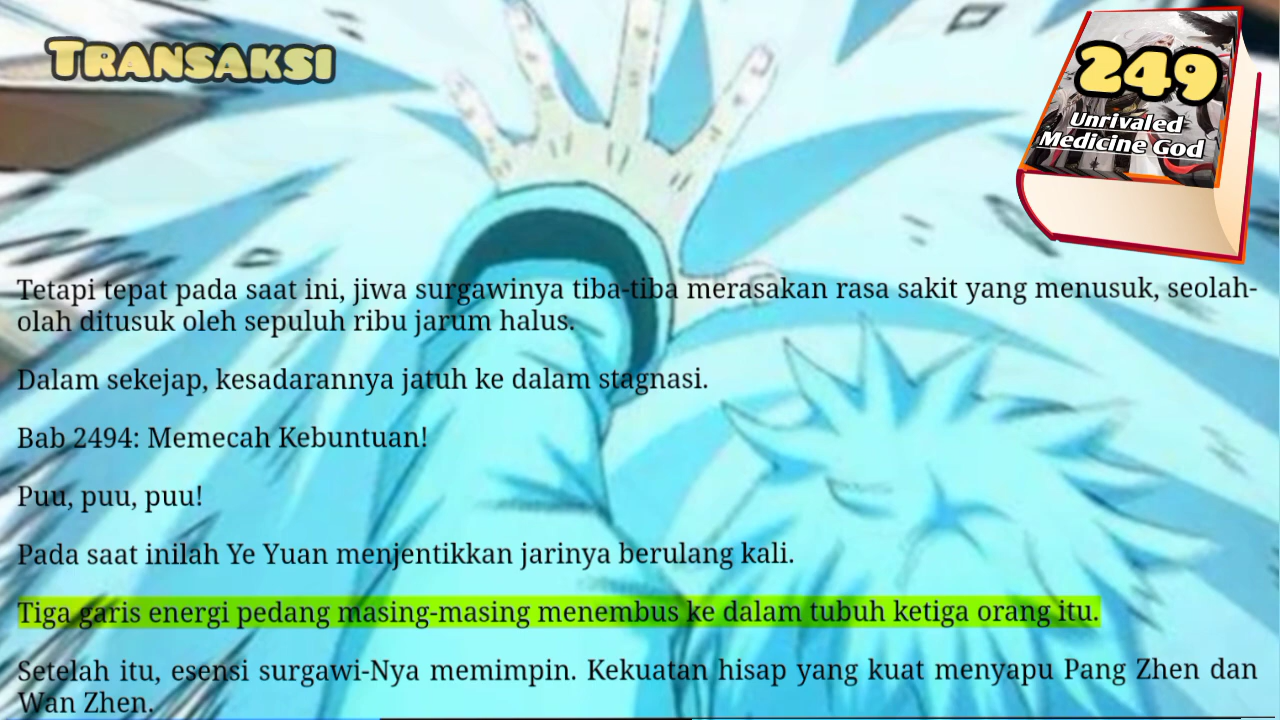 Transaksi
249
Unrivaled
Medicine God
Tetapi tepat pada saat ini, jiwa surgawinya tiba-tiba merasakan rasa sakit yang menusuk, seolah-
olah ditusuk oleh sepuluh ribu jarum halus.
Dalam sekejap, kesadarannya jatuh ke dalam stagnasi.
Bab 2494: Memecah Kebuntuan!
Puu, puu, puu!
Pada saat inilah Ye Yuan menjentikkan jarinya berulang kali.
Tiga garis energi pedang masing-masing menembus ke dalam tubuh ketiga orang itu.
Setelah itu, esensi surgawi-Nya memimpin. Kekuatan hisap yang kuat menyapu Pang Zhen dan
Wan Zhen.